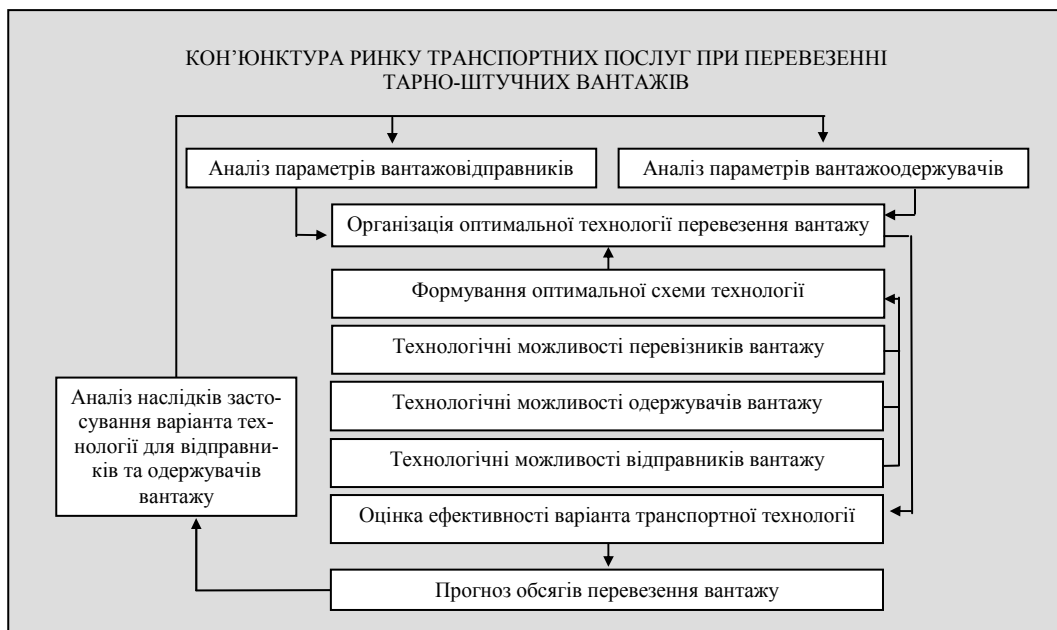 КОН’ЮНКТУРА РИНКУ ТРАНСПОРТНИХ ПОСЛУГ ПРИ ПЕРЕВЕЗЕННІ
ТАРНО-ШТУЧНИХ ВАНТАЖІВ
Аналіз параметрів вантажовідправників
Аналіз параметрів вантажоодержувачів
Організація оптимальної технології перевезення вантажу
Формування оптимальної схеми технології
Технологічні можливості перевізників вантажу
Технологічні можливості одержувачів вантажу
Технологічні можливості відправників вантажу
Аналіз наслідків засто-
сування варіанта тех-
нології для відправни-
ків та одержувачів
вантажу
Оцінка ефективності варіанта транспортної технології
Прогноз обсягів перевезення вантажу